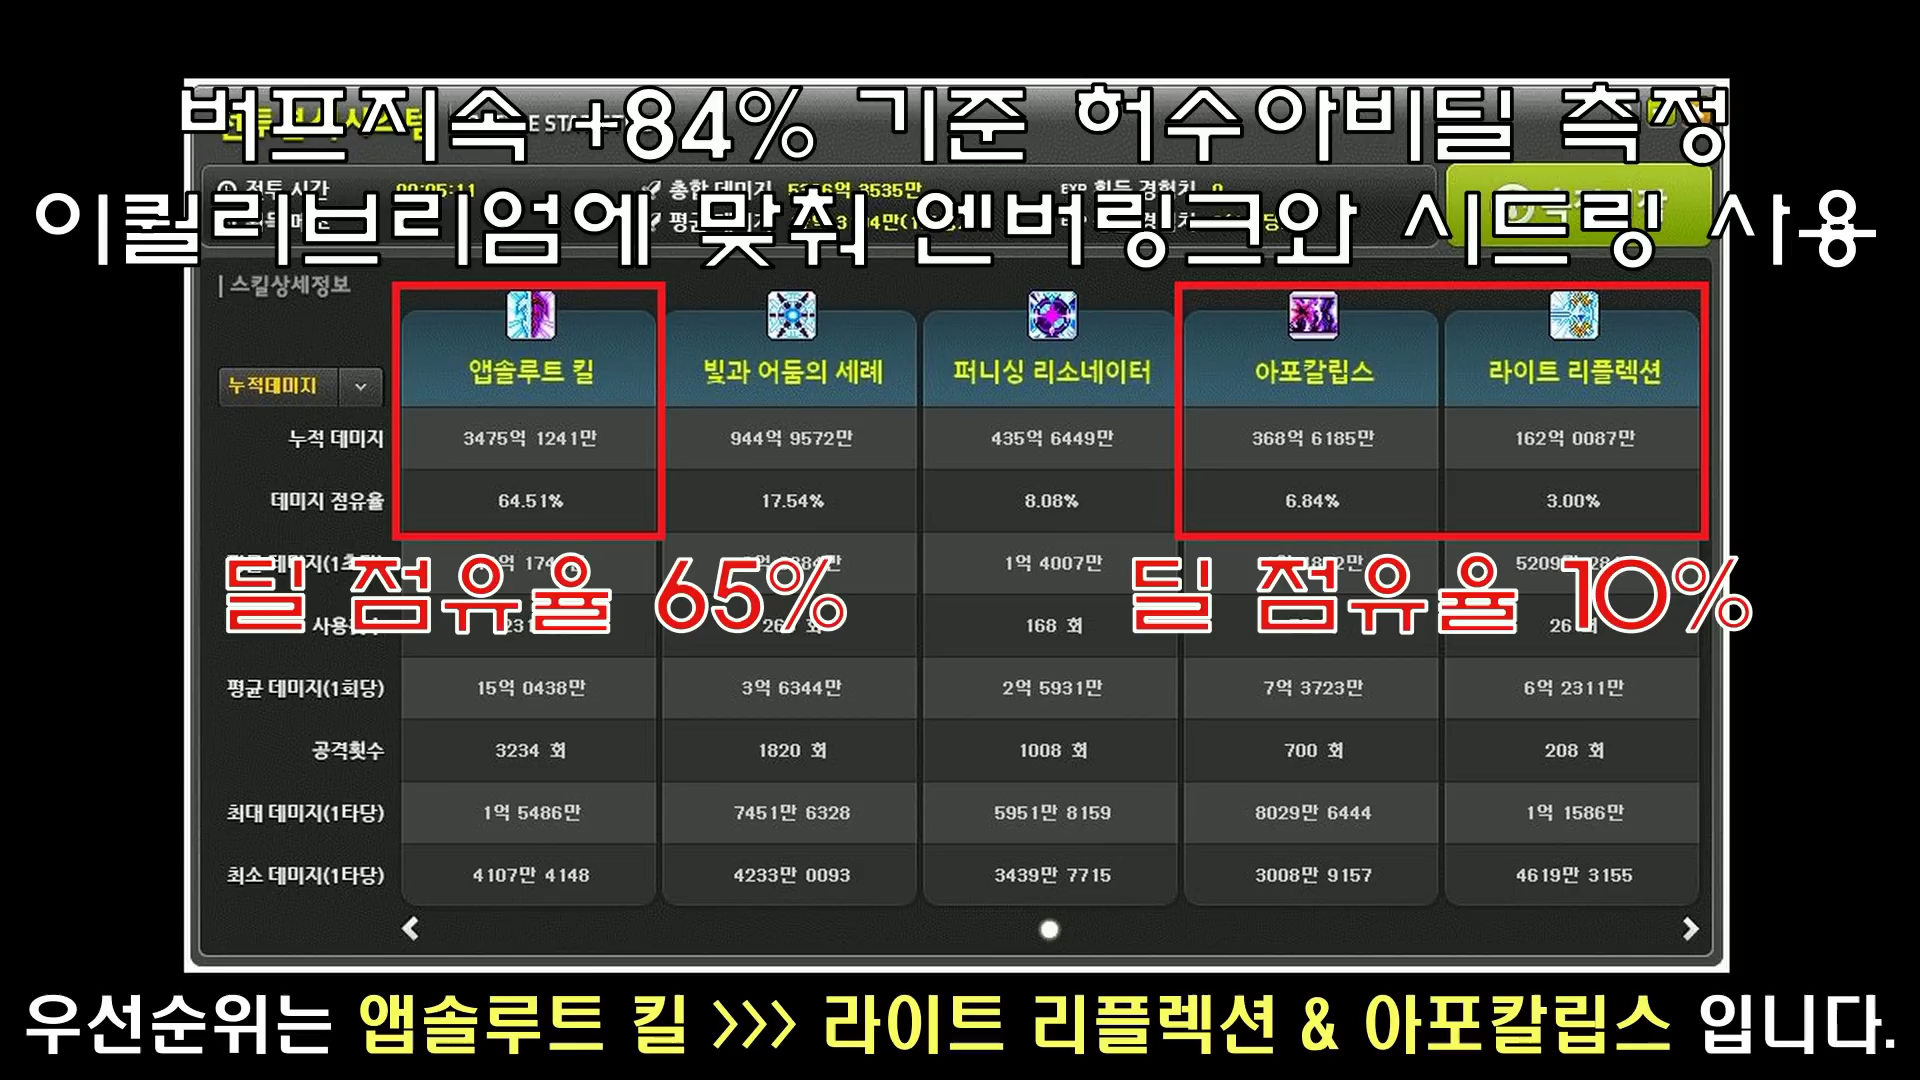 버프지속 +84% 기준 허수아비딜 측정
전투 시간 00:05:11 총합 데미지
이퀼리브리엄에 맞춰 엔버링크와 시드링 사용
스킬상세정보
앱솔루트 킬 빛과 어둠의 세례 퍼니싱 리소네이터 아포칼립스 라이트 리플렉션
누적데미지
누적 데미지 3475억 1241만 944억 9572만 435억 6449만 368억 6185만 162억 0087만
데미지 점유율 64.51% 17.54% 8.08% 6.84% 3.00%
1억 4007만
딜 점유율 65% 딜 점유율 10%
168 회
평균 데미지(1회당) 15억 0438만 3억 6344만 2억 5931만 7억 3723만 6억 2311만
공격횟수 3234 회 1820 회 1008 회 700 회 208 회
최대 데미지(1타당) 1억 5486만 7451만 6328 5951만 8159 8029만 6444 1억 1586만
최소 데미지(1타당) 4107만 4148 4233만 0093 3439만 7715 3008만 9157 4619만 3155
우선순위는 앱솔루트 킬 >>> 라이트 리플렉션 & 아포칼립스 입니다.